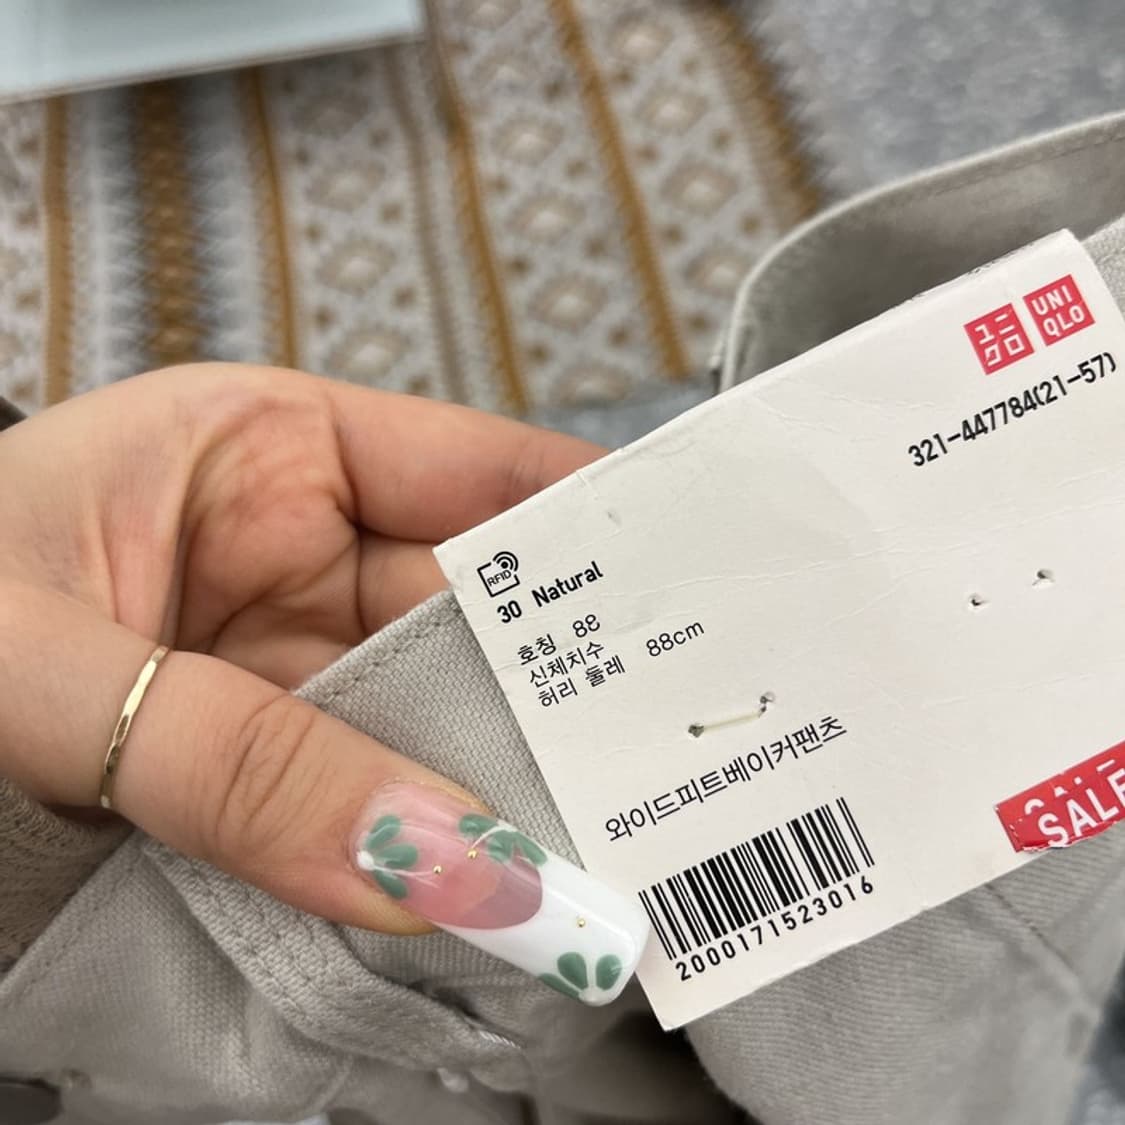 ユニ
クロ
UNI
QLO
321-447784(21-57)
RFID
30 Natural
호칭 88
신체치수
허리 둘레 88cm
와이드피트베이커팬츠
2000171523016
SALE